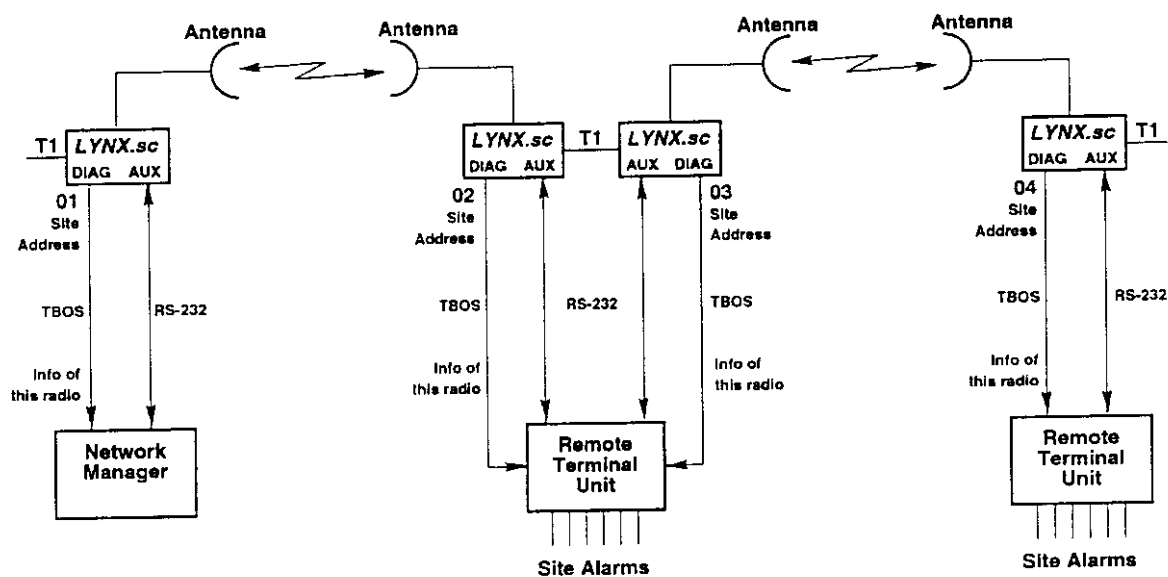 Antenna
Antenna
Antenna
Antenna
T1
LYNX.sc
DIAG AUX
LYNX.sc
DIAG AUX
T1
LYNX.sc
AUX DIAG
LYNX.sc
DIAG AUX
T1
01
Site
Address
02
Site
Address
03
Site
Address
04
Site
Address
TBOS
RS-232
TBOS
RS-232
TBOS
TBOS
RS-232
Info of
this radio
Info of
this radio
Info of
this radio
Info of
this radio
Network
Manager
Remote
Terminal
Unit
Remote
Terminal
Unit
Site Alarms
Site Alarms